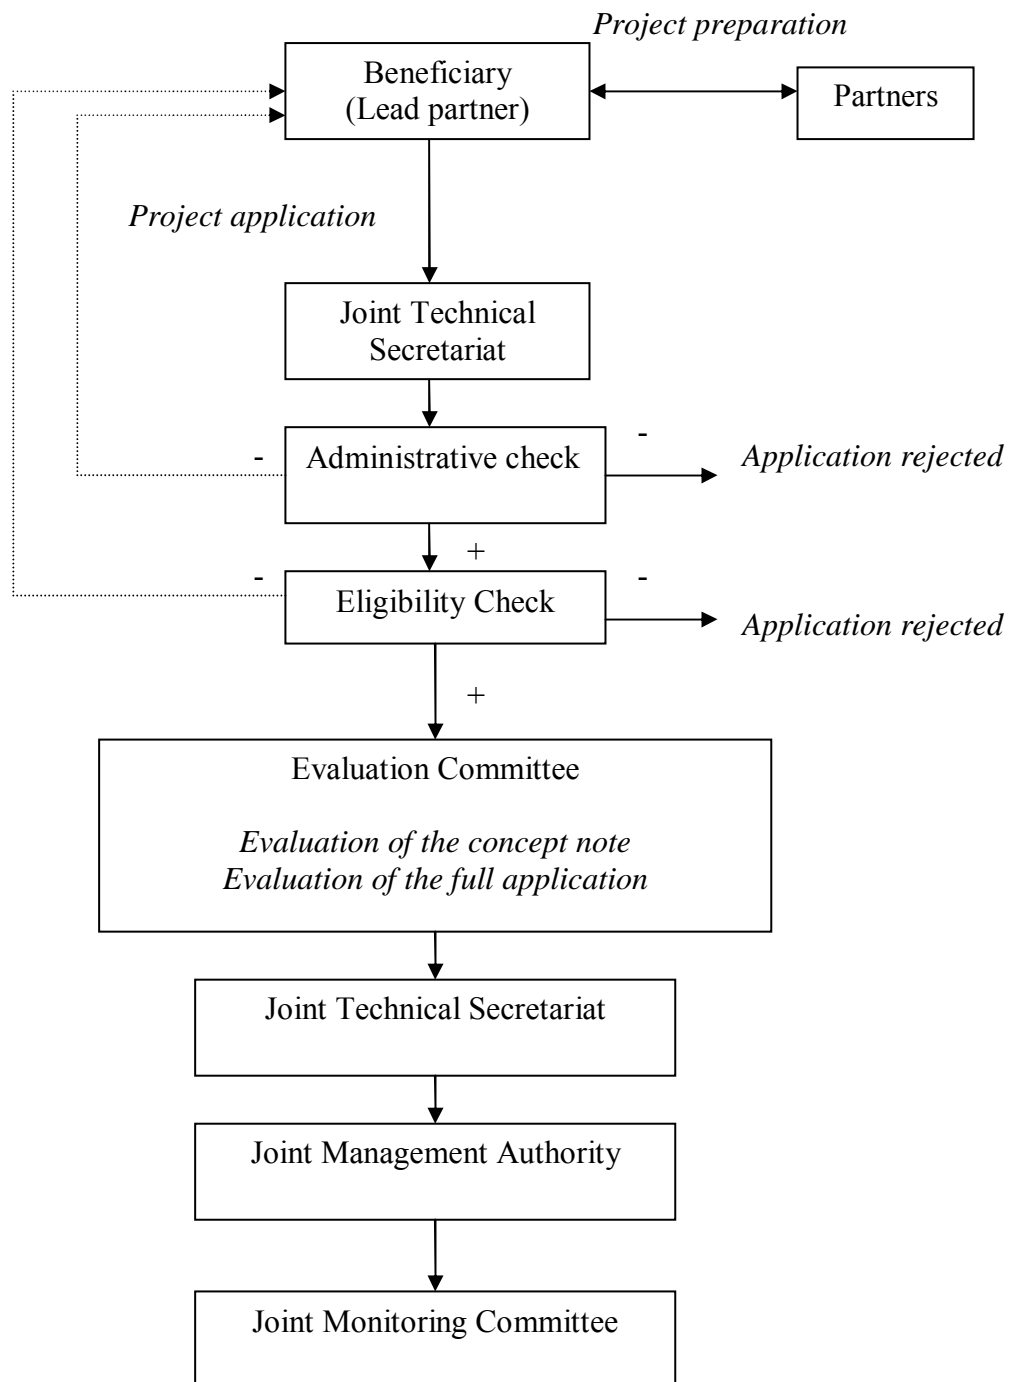 Project preparation
Beneficiary
(Lead partner)
Partners
Project application
Joint Technical
Secretariat
-
Administrative check
-
Application rejected
+
-
Eligibility Check
-
Application rejected
+
Evaluation Committee
Evaluation of the concept note
Evaluation of the full application
Joint Technical Secretariat
Joint Management Authority
Joint Monitoring Committee